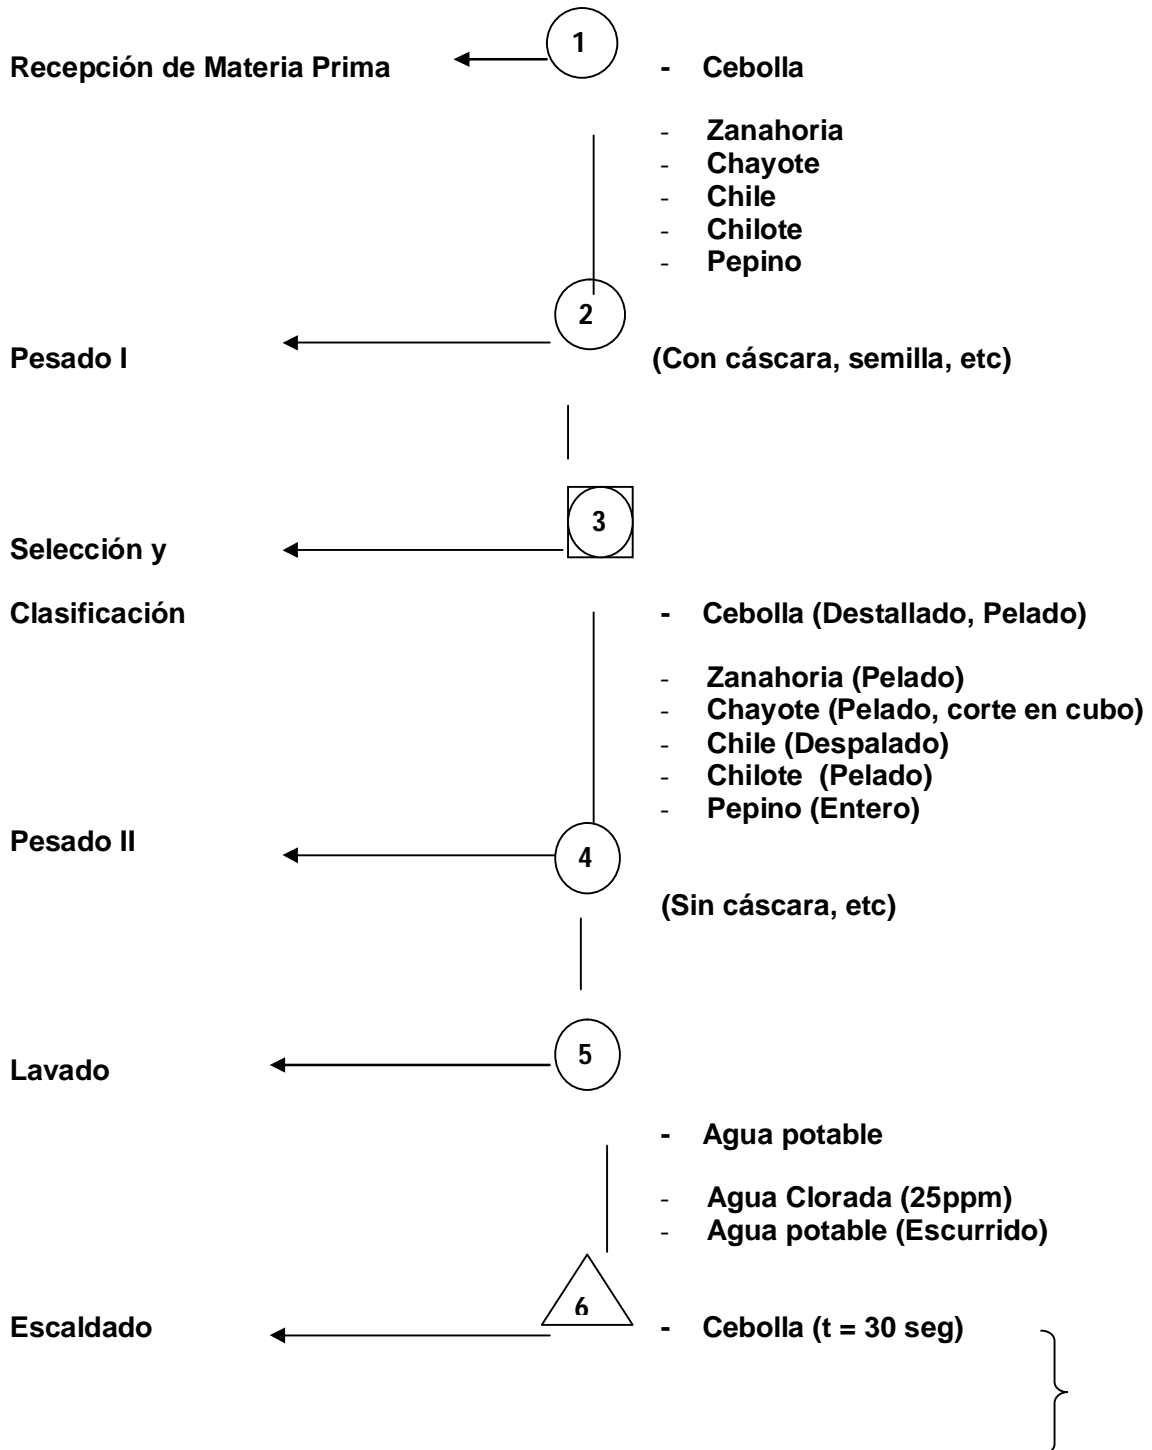 1
Recepción de Materia Prima
- Cebolla
- Zanahoria
- Chayote
- Chile
- Chilote
- Pepino
2
Pesado I
(Con cáscara, semilla, etc)
3
Selección y
Clasificación
- Cebolla (Destallado, Pelado)
- Zanahoria (Pelado)
- Chayote (Pelado, corte en cubo)
- Chile (Despalado)
- Chilote (Pelado)
- Pepino (Entero)
Pesado II
4
(Sin cáscara, etc)
5
Lavado
- Agua potable
- Agua Clorada (25ppm)
- Agua potable (Escurrido)
6
Escaldado
- Cebolla (t = 30 seg)